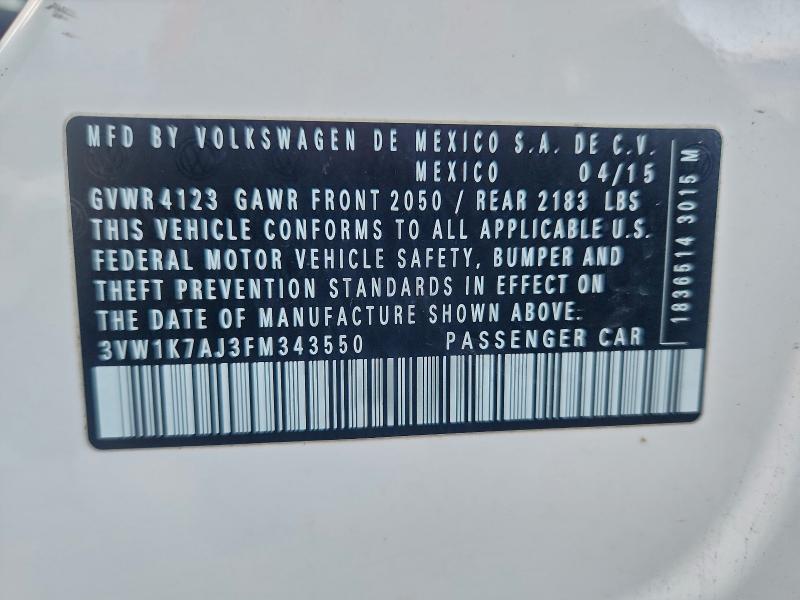 MFD BY VOLKSWAGEN DE MEXICO S.A. DE C.V.
MEXICO 04/15
GVWR 4123 GAWR FRONT 2050 / REAR 2183 LBS
THIS VEHICLE CONFORMS TO ALL APPLICABLE U.S.
FEDERAL MOTOR VEHICLE SAFETY, BUMPER AND
THEFT PREVENTION STANDARDS IN EFFECT ON
THE DATE OF MANUFACTURE SHOWN ABOVE.
3VW1K7AJ3FM343550 PASSENGER CAR
1836514 3015 M